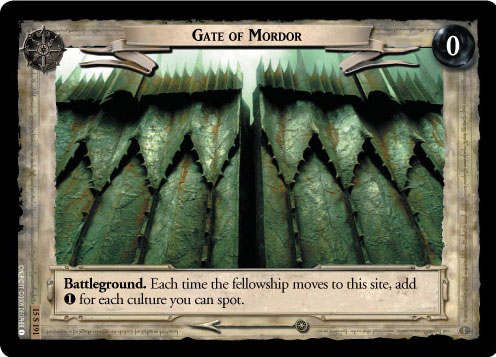 Gate of Mordor
0
Battleground. Each time the fellowship moves to this site, add
1 for each culture you can spot.
15 S 191